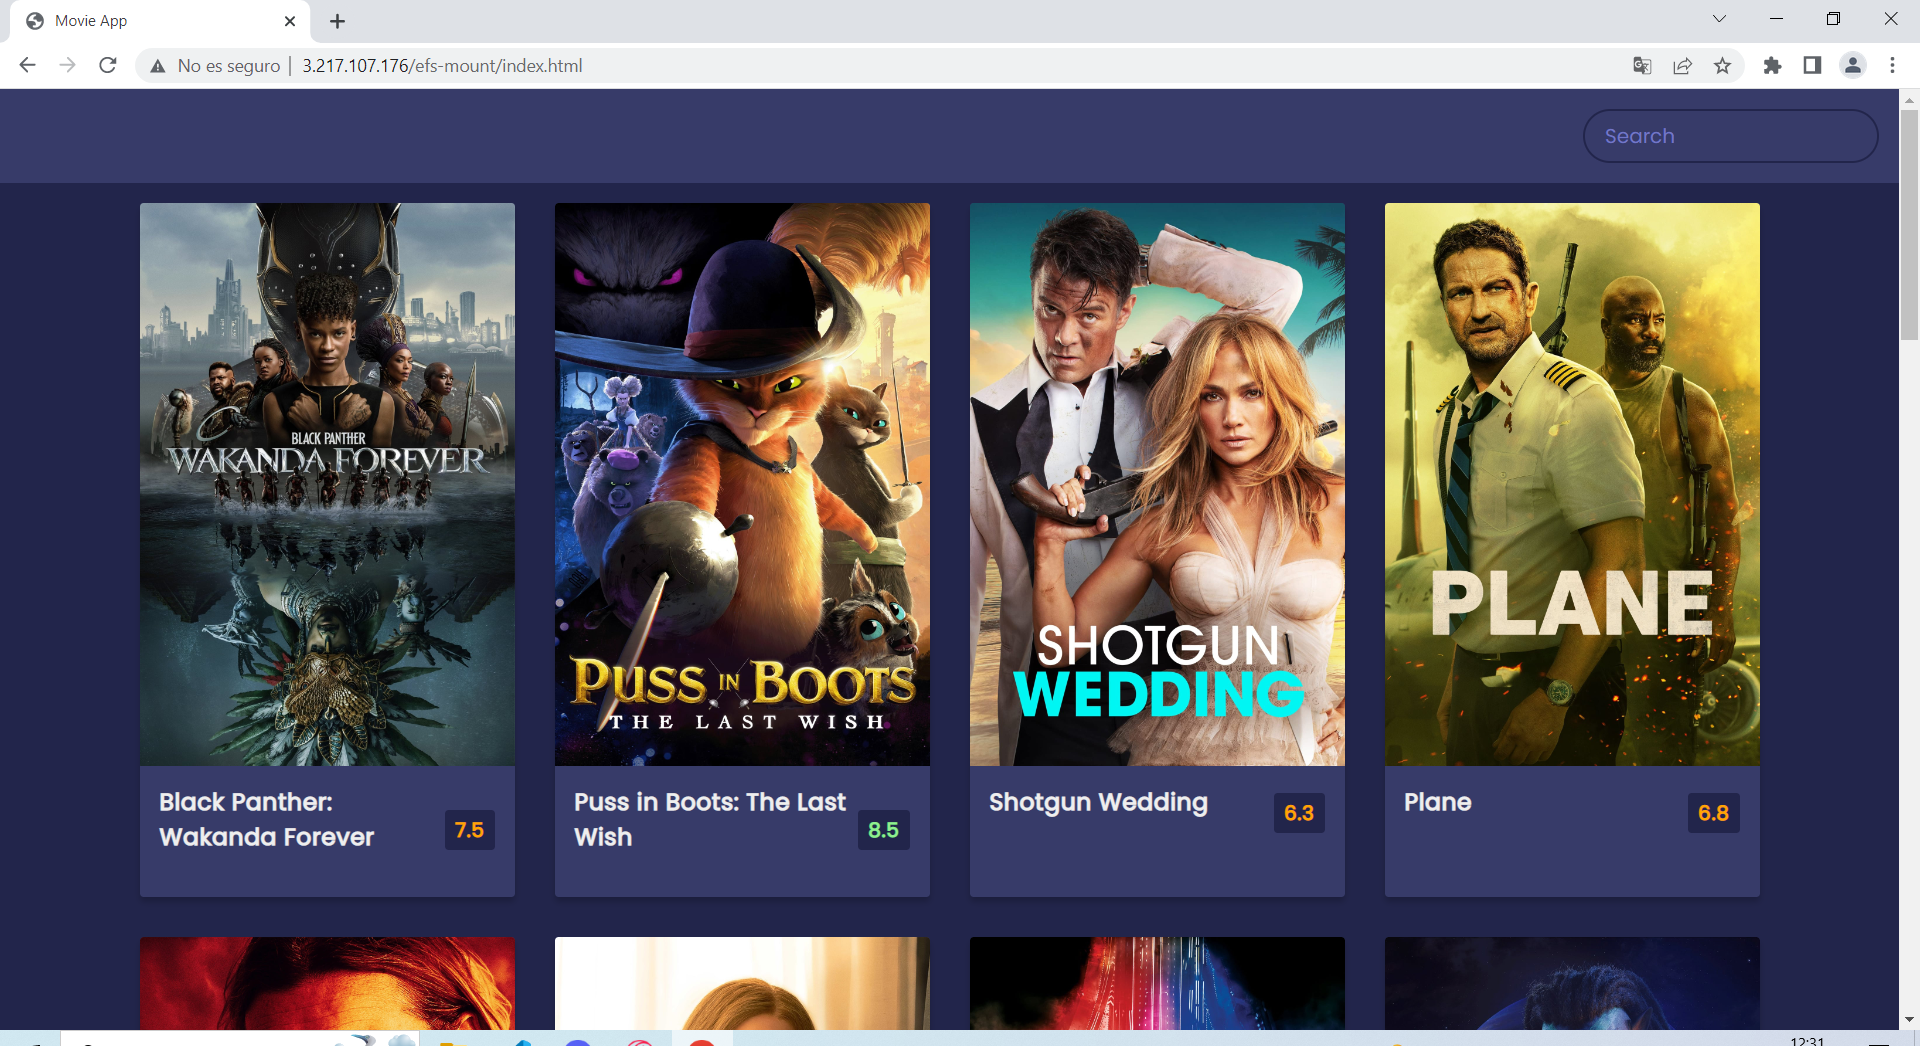 Movie App
No es seguro | 3.217.107.176/efs-mount/index.html
Search
BLACK PANTHER
WAKANDA FOREVER
PUSS IN BOOTS
THE LAST WISH
SHOTGUN
WEDDING
PLANE
Black Panther:
Wakanda Forever
7.5
Puss in Boots: The Last
Wish
8.5
Shotgun Wedding
6.3
Plane
6.8
12:31